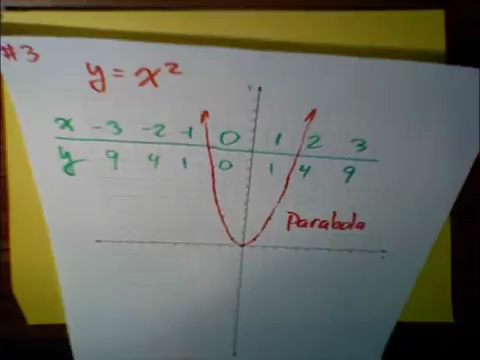 #3
y = x²
x -3 -2 -1 0 1 2 3
y 9 4 1 0 1 4 9
Parabola